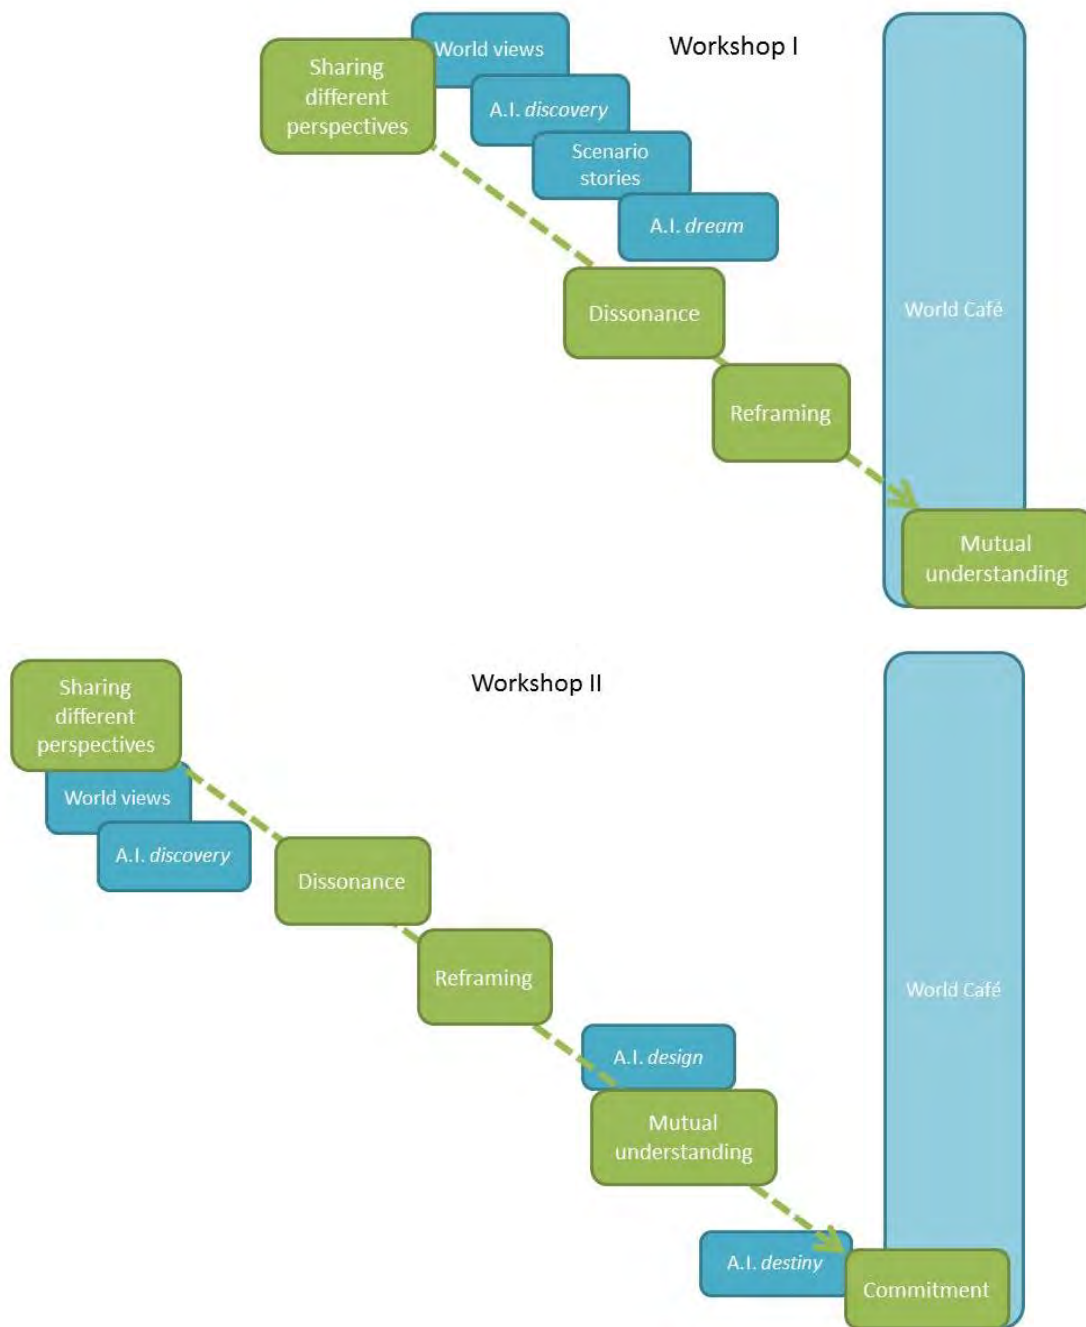 Workshop I
World views
Sharing
different
perspectives
A.I. discovery
Scenario
stories
A.I. dream
Dissonance
World Café
Reframing
Mutual
understanding
Workshop II
Sharing
different
perspectives
World views
A.I. discovery
Dissonance
Reframing
World Café
A.I. design
Mutual
understanding
A.I. destiny
Commitment